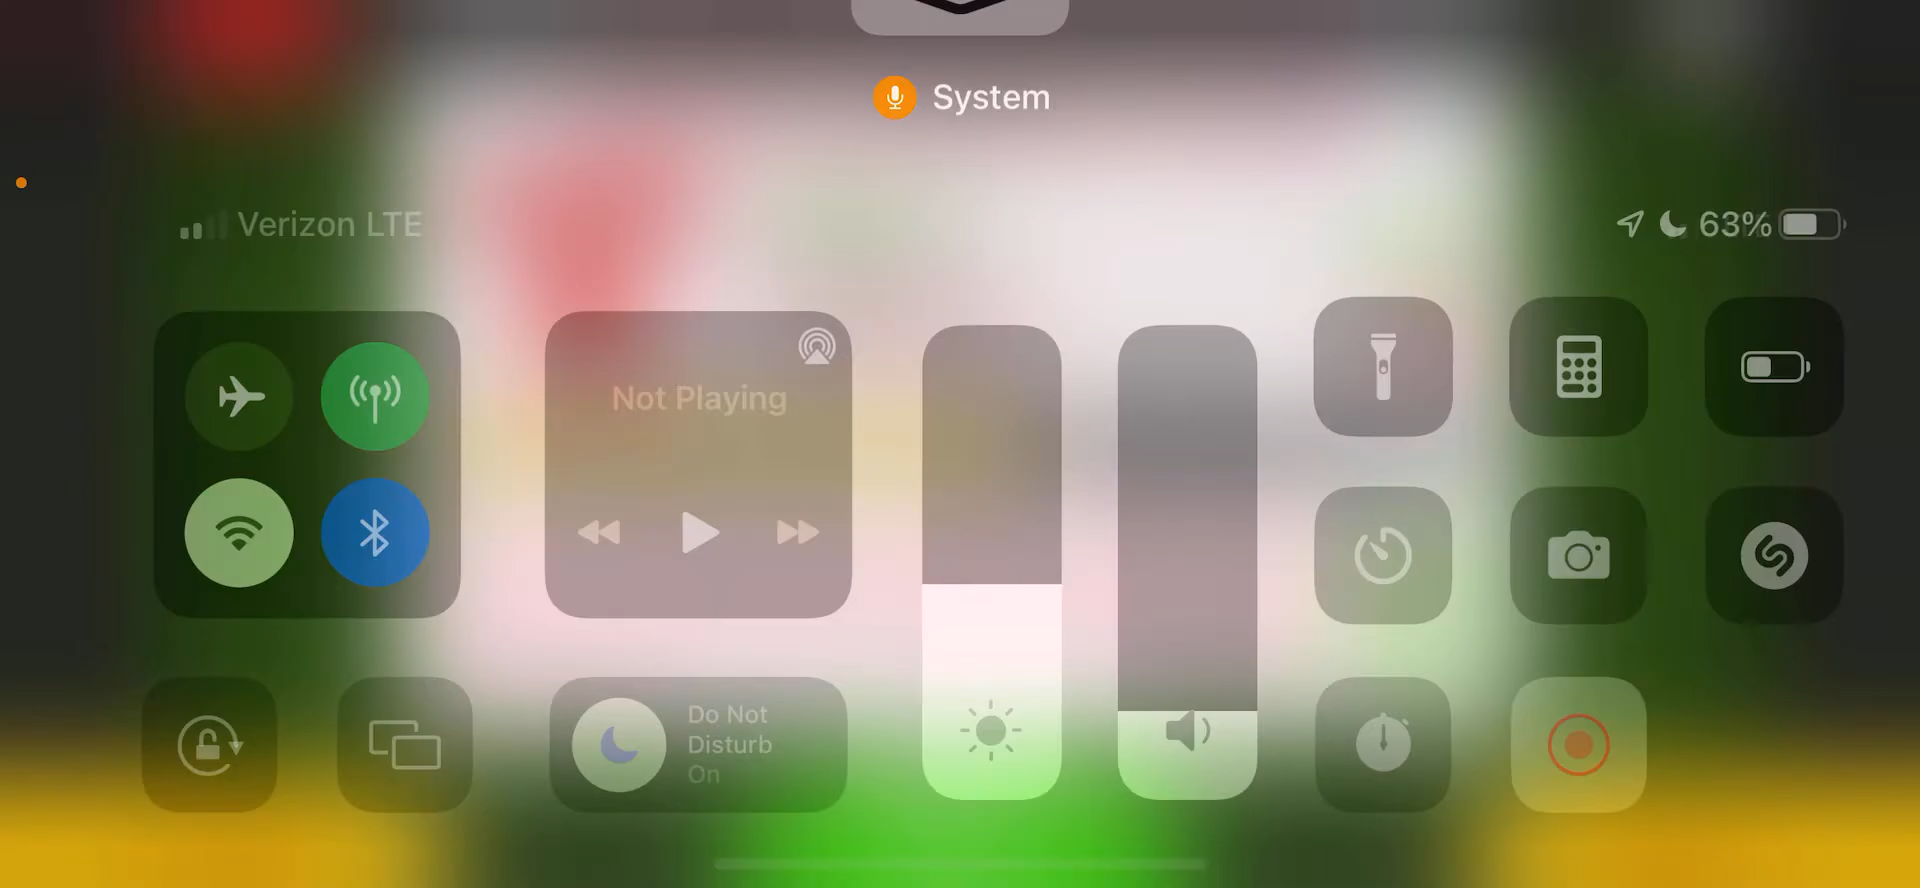 System
Verizon LTE
63%
Not Playing
Do Not
Disturb
On